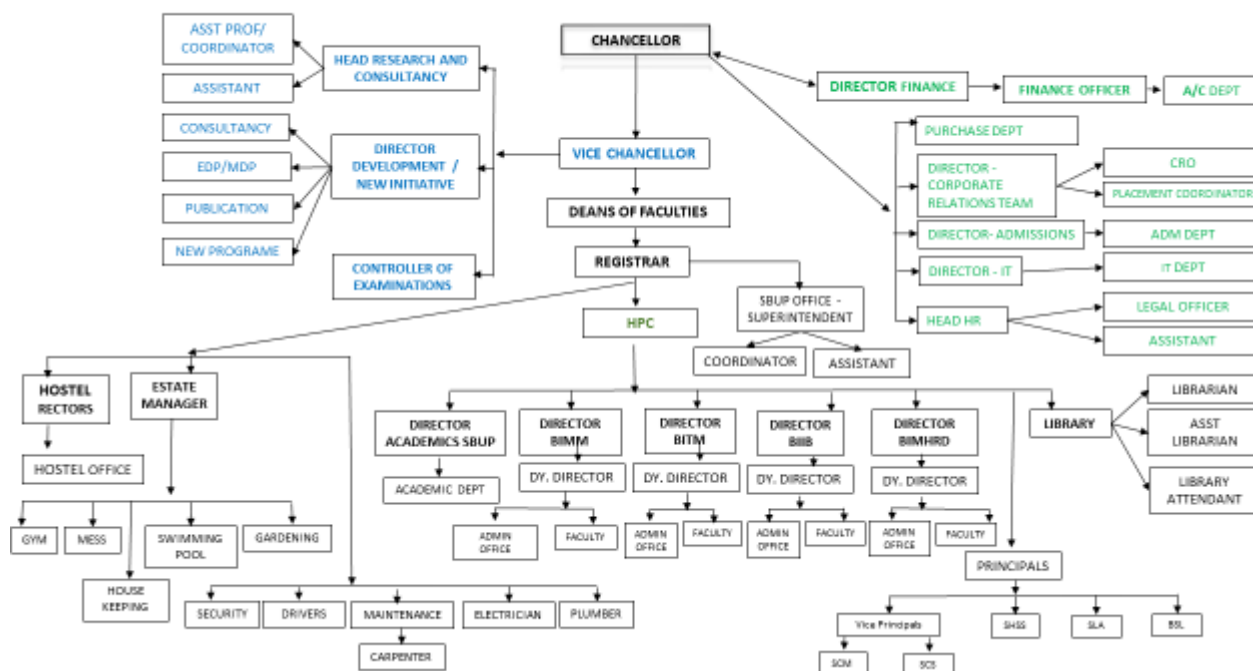 ASST PROF/
COORDINATOR
ASSISTANT
CONSULTANCY
EDP/MDP
PUBLICATION
NEW PROGRAME
HEAD RESEARCH AND
CONSULTANCY
DIRECTOR
DEVELOPMENT /
NEW INITIATIVE
CONTROLLER OF
EXAMINATIONS
CHANCELLOR
VICE CHANCELLOR
DEANS OF FACULTIES
REGISTRAR
HPC
SBUP OFFICE -
SUPERINTENDENT
COORDINATOR
ASSISTANT
DIRECTOR FINANCE
FINANCE OFFICER
A/C DEPT
PURCHASE DEPT
DIRECTOR -
CORPORATE
RELATIONS TEAM
CRO
PLACEMENT COORDINATOR
DIRECTOR- ADMISSIONS
ADM DEPT
DIRECTOR - IT
IT DEPT
HEAD HR
LEGAL OFFICER
ASSISTANT
HOSTEL
RECTORS
ESTATE
MANAGER
HOSTEL OFFICE
GYM
MESS
SWIMMING
POOL
GARDENING
HOUSE
KEEPING
SECURITY
DRIVERS
MAINTENANCE
ELECTRICIAN
PLUMBER
CARPENTER
DIRECTOR
ACADEMICS SBUP
ACADEMIC DEPT
DIRECTOR
BIMM
DY. DIRECTOR
ADMIN
OFFICE
FACULTY
DIRECTOR
BITM
DY. DIRECTOR
ADMIN
OFFICE
FACULTY
DIRECTOR
BIIB
DY. DIRECTOR
ADMIN
OFFICE
FACULTY
DIRECTOR
BIMHRD
DY. DIRECTOR
ADMIN
OFFICE
FACULTY
LIBRARY
LIBRARIAN
ASST
LIBRARIAN
LIBRARY
ATTENDANT
PRINCIPALS
Vice Principals
SHSS
SLA
BSL
SCM
SCS